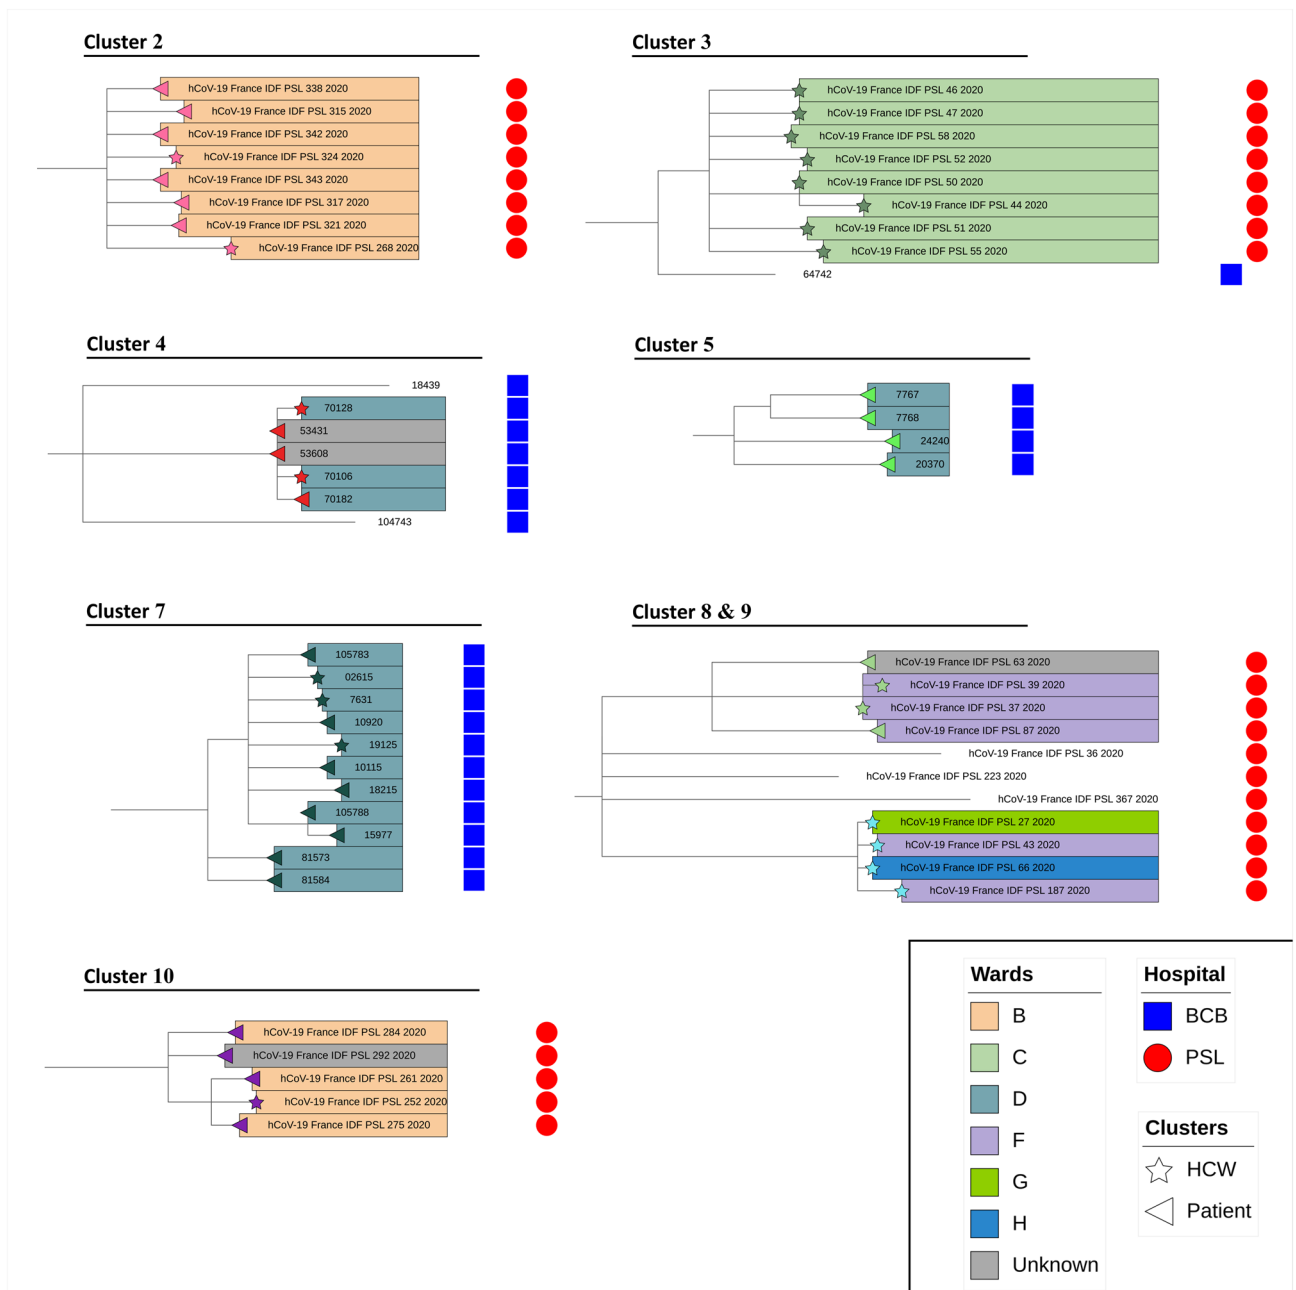 Cluster 2
hCoV-19 France IDF PSL 338 2020
hCoV-19 France IDF PSL 315 2020
hCoV-19 France IDF PSL 342 2020
hCoV-19 France IDF PSL 324 2020
hCoV-19 France IDF PSL 343 2020
hCoV-19 France IDF PSL 317 2020
hCoV-19 France IDF PSL 321 2020
hCoV-19 France IDF PSL 268 2020
Cluster 3
hCoV-19 France IDF PSL 46 2020
hCoV-19 France IDF PSL 47 2020
hCoV-19 France IDF PSL 58 2020
hCoV-19 France IDF PSL 52 2020
hCoV-19 France IDF PSL 50 2020
hCoV-19 France IDF PSL 44 2020
hCoV-19 France IDF PSL 51 2020
hCoV-19 France IDF PSL 55 2020
64742
Cluster 4
18439
70128
53431
53608
70106
70182
104743
Cluster 5
7767
7768
24240
20370
Cluster 7
105783
02615
7631
10920
19125
10115
18215
105788
15977
81573
81584
Cluster 8 & 9
hCoV-19 France IDF PSL 63 2020
hCoV-19 France IDF PSL 39 2020
hCoV-19 France IDF PSL 37 2020
hCoV-19 France IDF PSL 87 2020
hCoV-19 France IDF PSL 36 2020
hCoV-19 France IDF PSL 223 2020
hCoV-19 France IDF PSL 367 2020
hCoV-19 France IDF PSL 27 2020
hCoV-19 France IDF PSL 43 2020
hCoV-19 France IDF PSL 66 2020
hCoV-19 France IDF PSL 187 2020
Cluster 10
hCoV-19 France IDF PSL 284 2020
hCoV-19 France IDF PSL 292 2020
hCoV-19 France IDF PSL 261 2020
hCoV-19 France IDF PSL 252 2020
hCoV-19 France IDF PSL 275 2020
Wards
B
C
D
F
G
H
Unknown
Hospital
BCB
PSL
Clusters
HCW
Patient